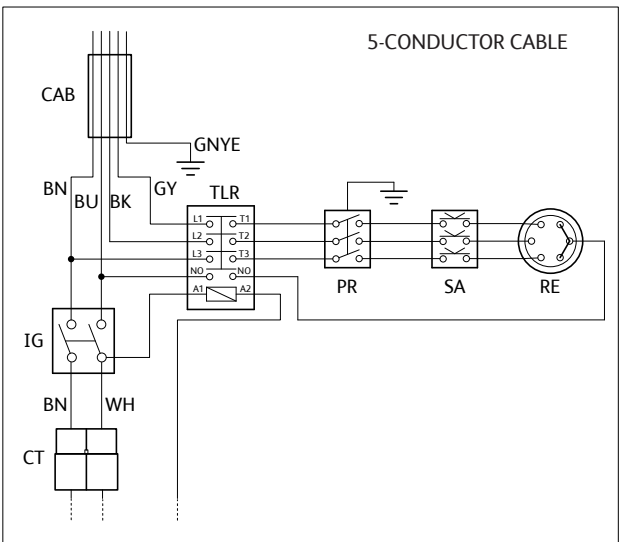 5-CONDUCTOR CABLE
CAB
GNYE
BN BU BK GY TLR
L1 T1
L2 T2
L3 T3
NO NO
A1 A2
PR SA RE
IG
BN WH
CT